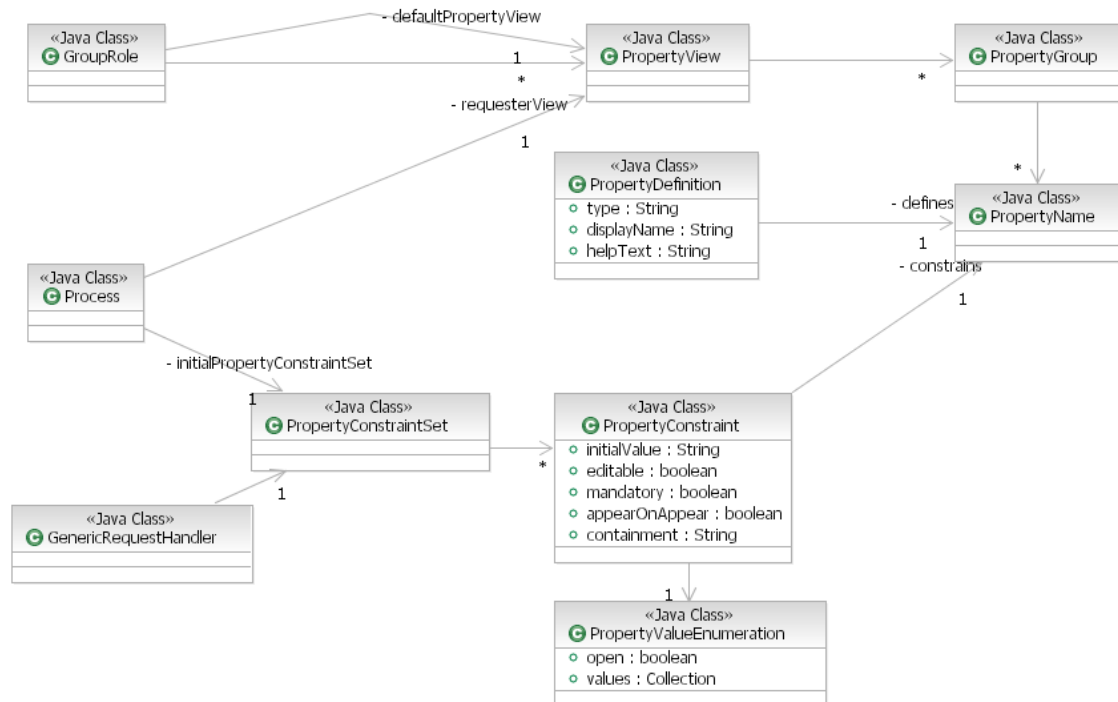 - defaultPropertyView
«Java Class»
GroupRole
1
*
«Java Class»
PropertyView
*
«Java Class»
PropertyGroup
- requesterView
1
*
«Java Class»
PropertyDefinition
type : String
displayName : String
helpText : String
- defines
1
«Java Class»
PropertyName
- constrains
1
«Java Class»
Process
- initialPropertyConstraintSet
1
«Java Class»
PropertyConstraintSet
*
«Java Class»
PropertyConstraint
initialValue : String
editable : boolean
mandatory : boolean
appearOnAppear : boolean
containment : String
1
«Java Class»
GenericRequestHandler
1
«Java Class»
PropertyValueEnumeration
open : boolean
values : Collection